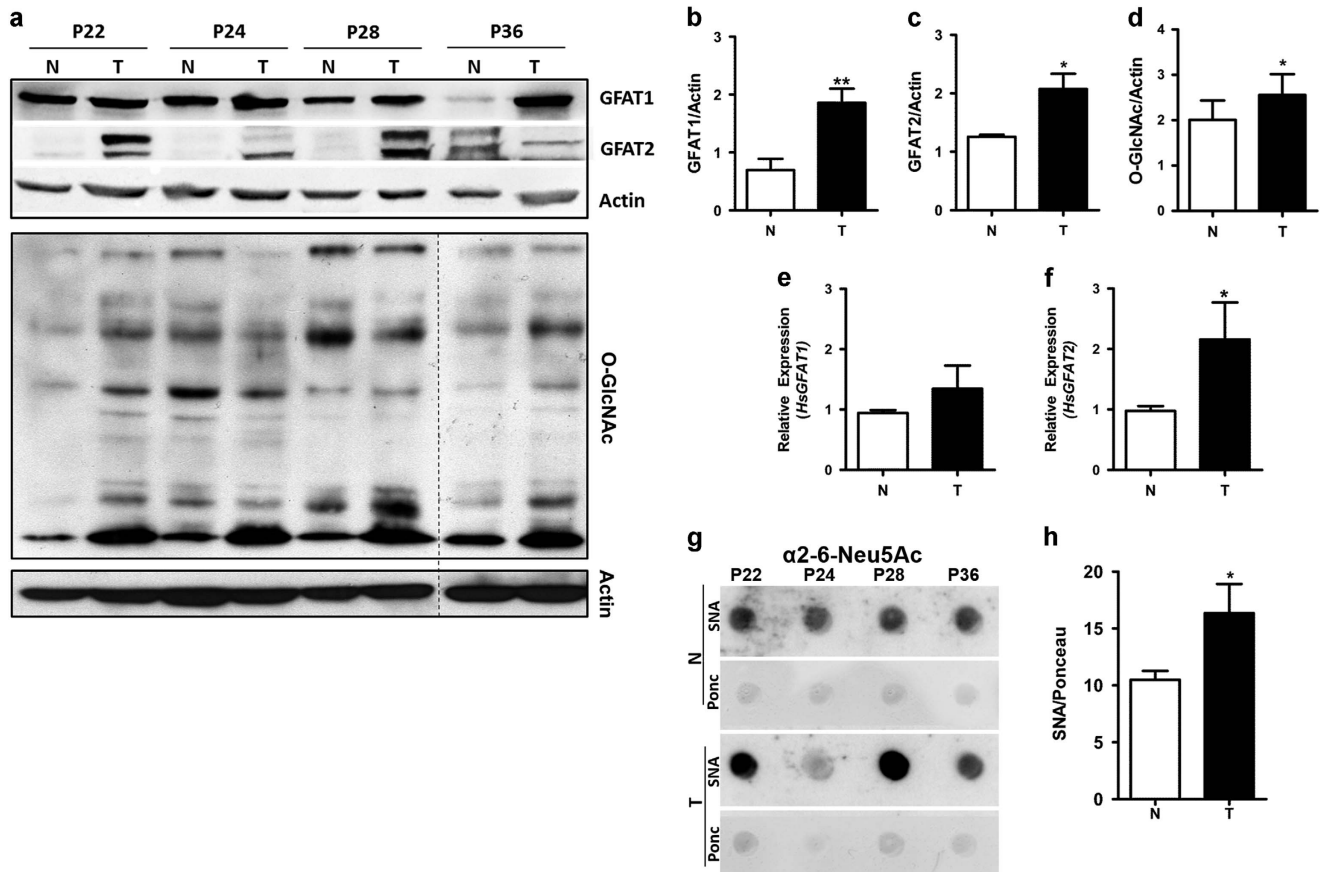 a
P22 P24 P28 P36
N T N T N T N T
GFAT1
GFAT2
Actin
O-GlcNAc
Actin
b
GFAT1/Actin
3
2
1
0
**
N T
c
GFAT2/Actin
3
2
1
0
*
N T
d
O-GlcNAc/Actin
4
3
2
1
0
*
N T
e
Relative Expression
(HsGFAT1)
3
2
1
0
N T
f
Relative Expression
(HsGFAT2)
3
2
1
0
*
N T
g
α2-6-Neu5Ac
P22 P24 P28 P36
N
SNA
Ponc
T
SNA
Ponc
h
SNA/Ponceau
20
15
10
5
0
*
N T